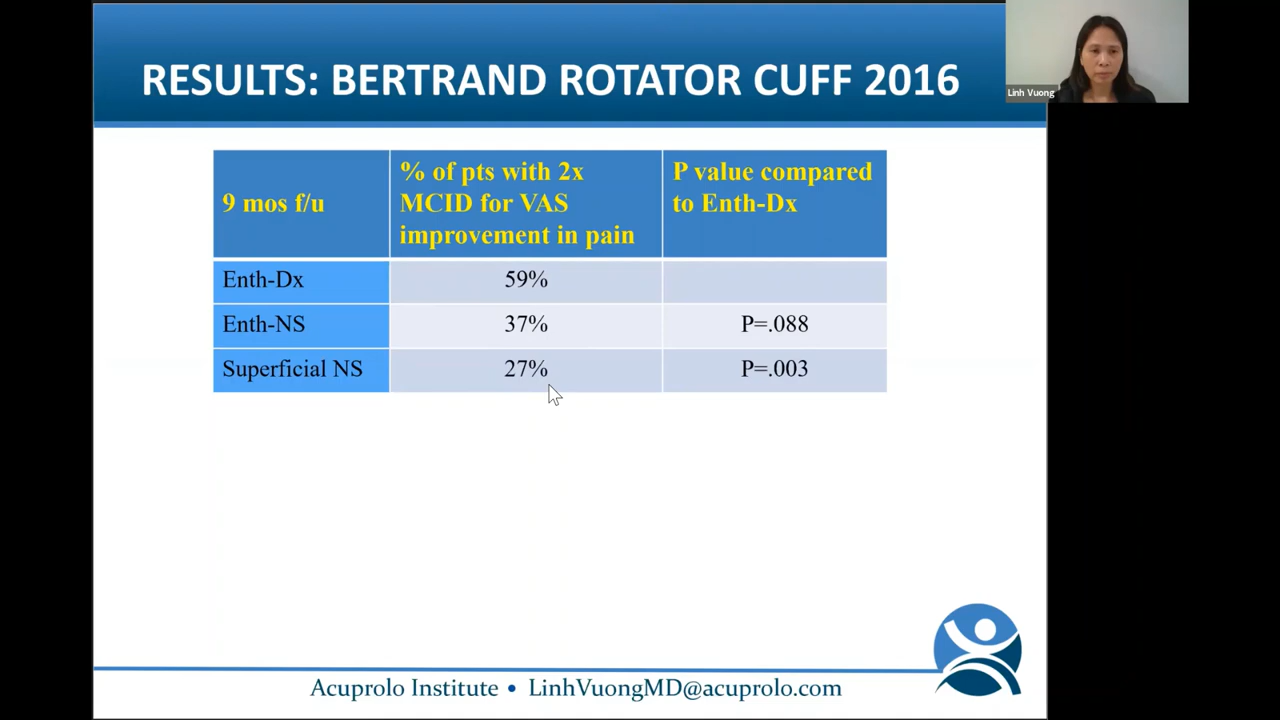 RESULTS: BERTRAND ROTATOR CUFF 2016
Linh Vuong
9 mos f/u
% of pts with 2x
MCID for VAS
improvement in pain
P value compared
to Enth-Dx
Enth-Dx
59%
Enth-NS
37%
P=.088
Superficial NS
27%
P=.003
Acuprolo Institute • LinhVuongMD@acuprolo.com